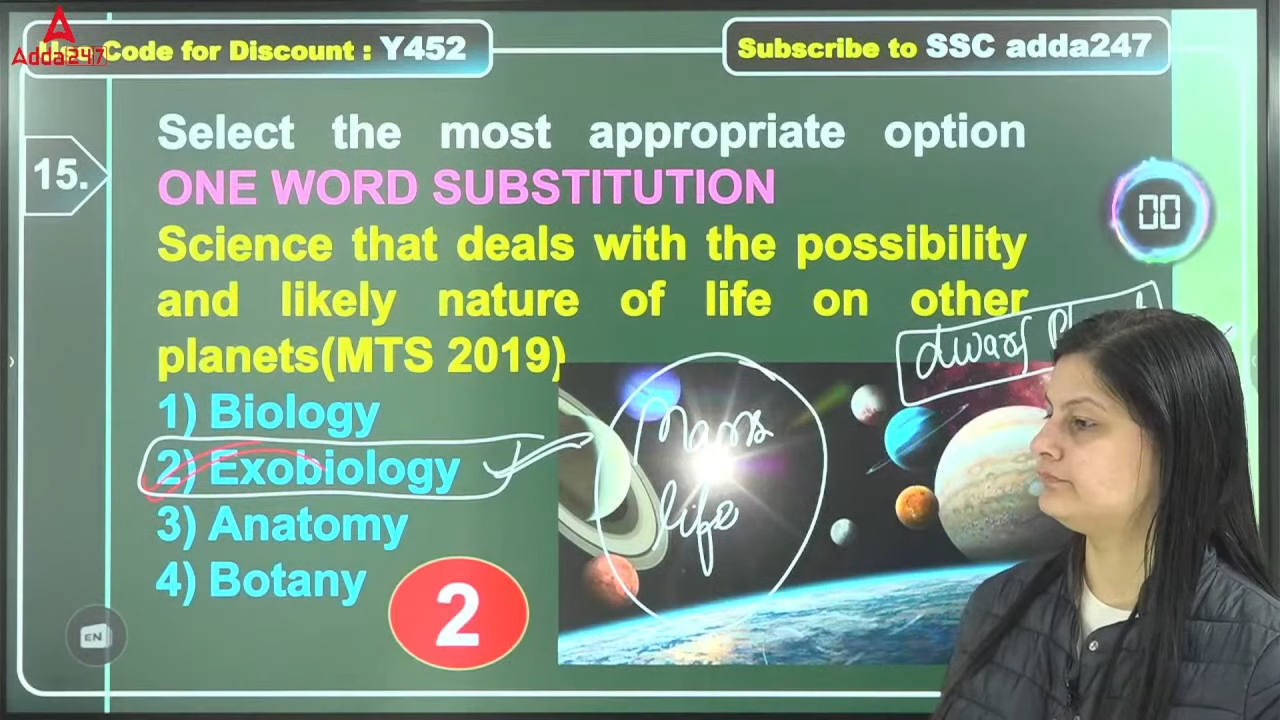 Adda247
Use Code for Discount : Y452
Subscribe to SSC adda247
15.
Select the most appropriate option
ONE WORD SUBSTITUTION
Science that deals with the possibility
and likely nature of life on other
planets(MTS 2019)
1) Biology
2) Exobiology
3) Anatomy
4) Botany
2
00
dwarf
Mars
life
EN